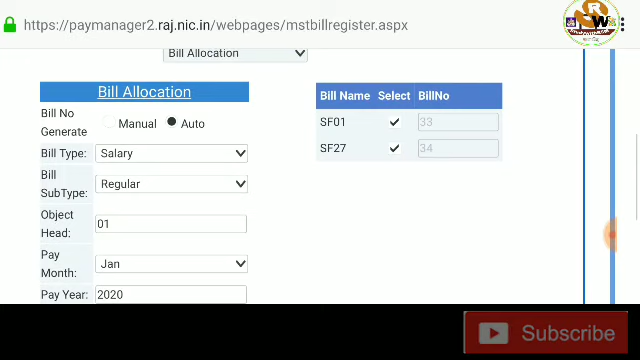 https://paymanager2.raj.nic.in/webpages/mstbillregister.aspx
Bill Allocation
Bill Allocation
Bill No Generate Manual Auto
Bill Type: Salary
Bill SubType: Regular
Object Head: 01
Pay Month: Jan
Pay Year: 2020
Bill Name Select BillNo
SF01 33
SF27 34
Subscribe